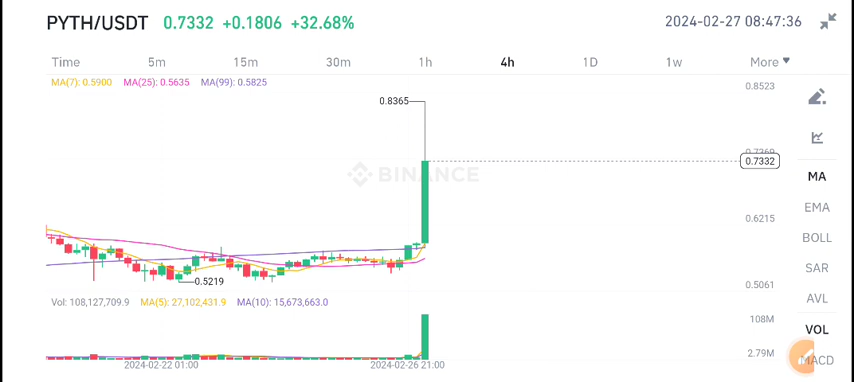 PYTH/USDT 0.7332 +0.1806 +32.68% 2024-02-27 08:47:36
Time 5m 15m 30m 1h 4h 1D 1w More
MA(7): 0.5900 MA(25): 0.5635 MA(99): 0.5825
0.8523
0.8365
0.7369
0.7332
BINANCE
MA
EMA
0.6215
BOLL
SAR
0.5219
0.5061
AVL
Vol: 108,127,709.9 MA(5): 27,102,431.9 MA(10): 15,673,663.0
108M
VOL
2.79M
MACD
2024-02-22 01:00 2024-02-26 21:00